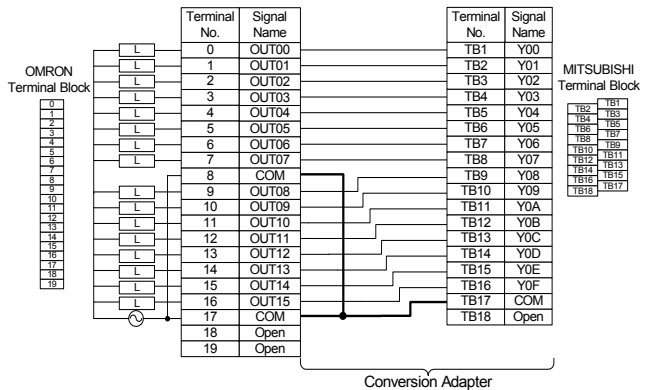 Terminal No. Signal Name
L 0 OUT00
L 1 OUT01
L 2 OUT02
L 3 OUT03
L 4 OUT04
L 5 OUT05
L 6 OUT06
L 7 OUT07
8 COM
L 9 OUT08
L 10 OUT09
L 11 OUT10
L 12 OUT11
L 13 OUT12
L 14 OUT13
L 15 OUT14
L 16 OUT15
17 COM
18 Open
19 Open
Terminal No. Signal Name
TB1 Y00
TB2 Y01
TB3 Y02
TB4 Y03
TB5 Y04
TB6 Y05
TB7 Y06
TB8 Y07
TB9 Y08
TB10 Y09
TB11 Y0A
TB12 Y0B
TB13 Y0C
TB14 Y0D
TB15 Y0E
TB16 Y0F
TB17 COM
TB18 Open
OMRON
Terminal Block
0
1
2
3
4
5
6
7
8
9
10
11
12
13
14
15
16
17
18
19
MITSUBISHI
Terminal Block
TB1
TB2
TB3
TB4
TB5
TB6
TB7
TB8
TB9
TB10
TB11
TB12
TB13
TB14
TB15
TB16
TB17
TB18
Conversion Adapter